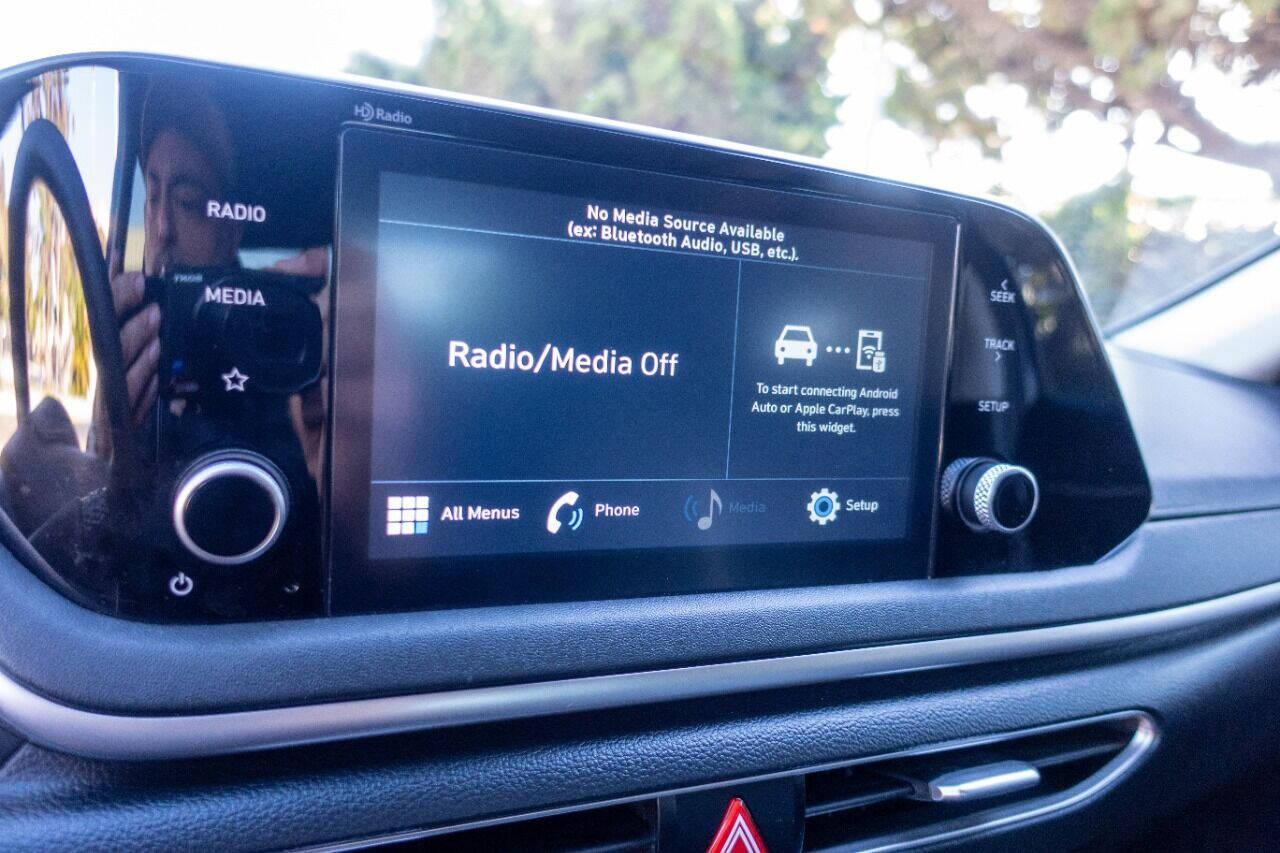 HD Radio
RADIO
MEDIA
No Media Source Available
(ex: Bluetooth Audio, USB, etc.).
Radio/Media Off
To start connecting Android
Auto or Apple CarPlay, press
this widget.
All Menus
Phone
Media
Setup
< SEEK
TRACK >
SETUP